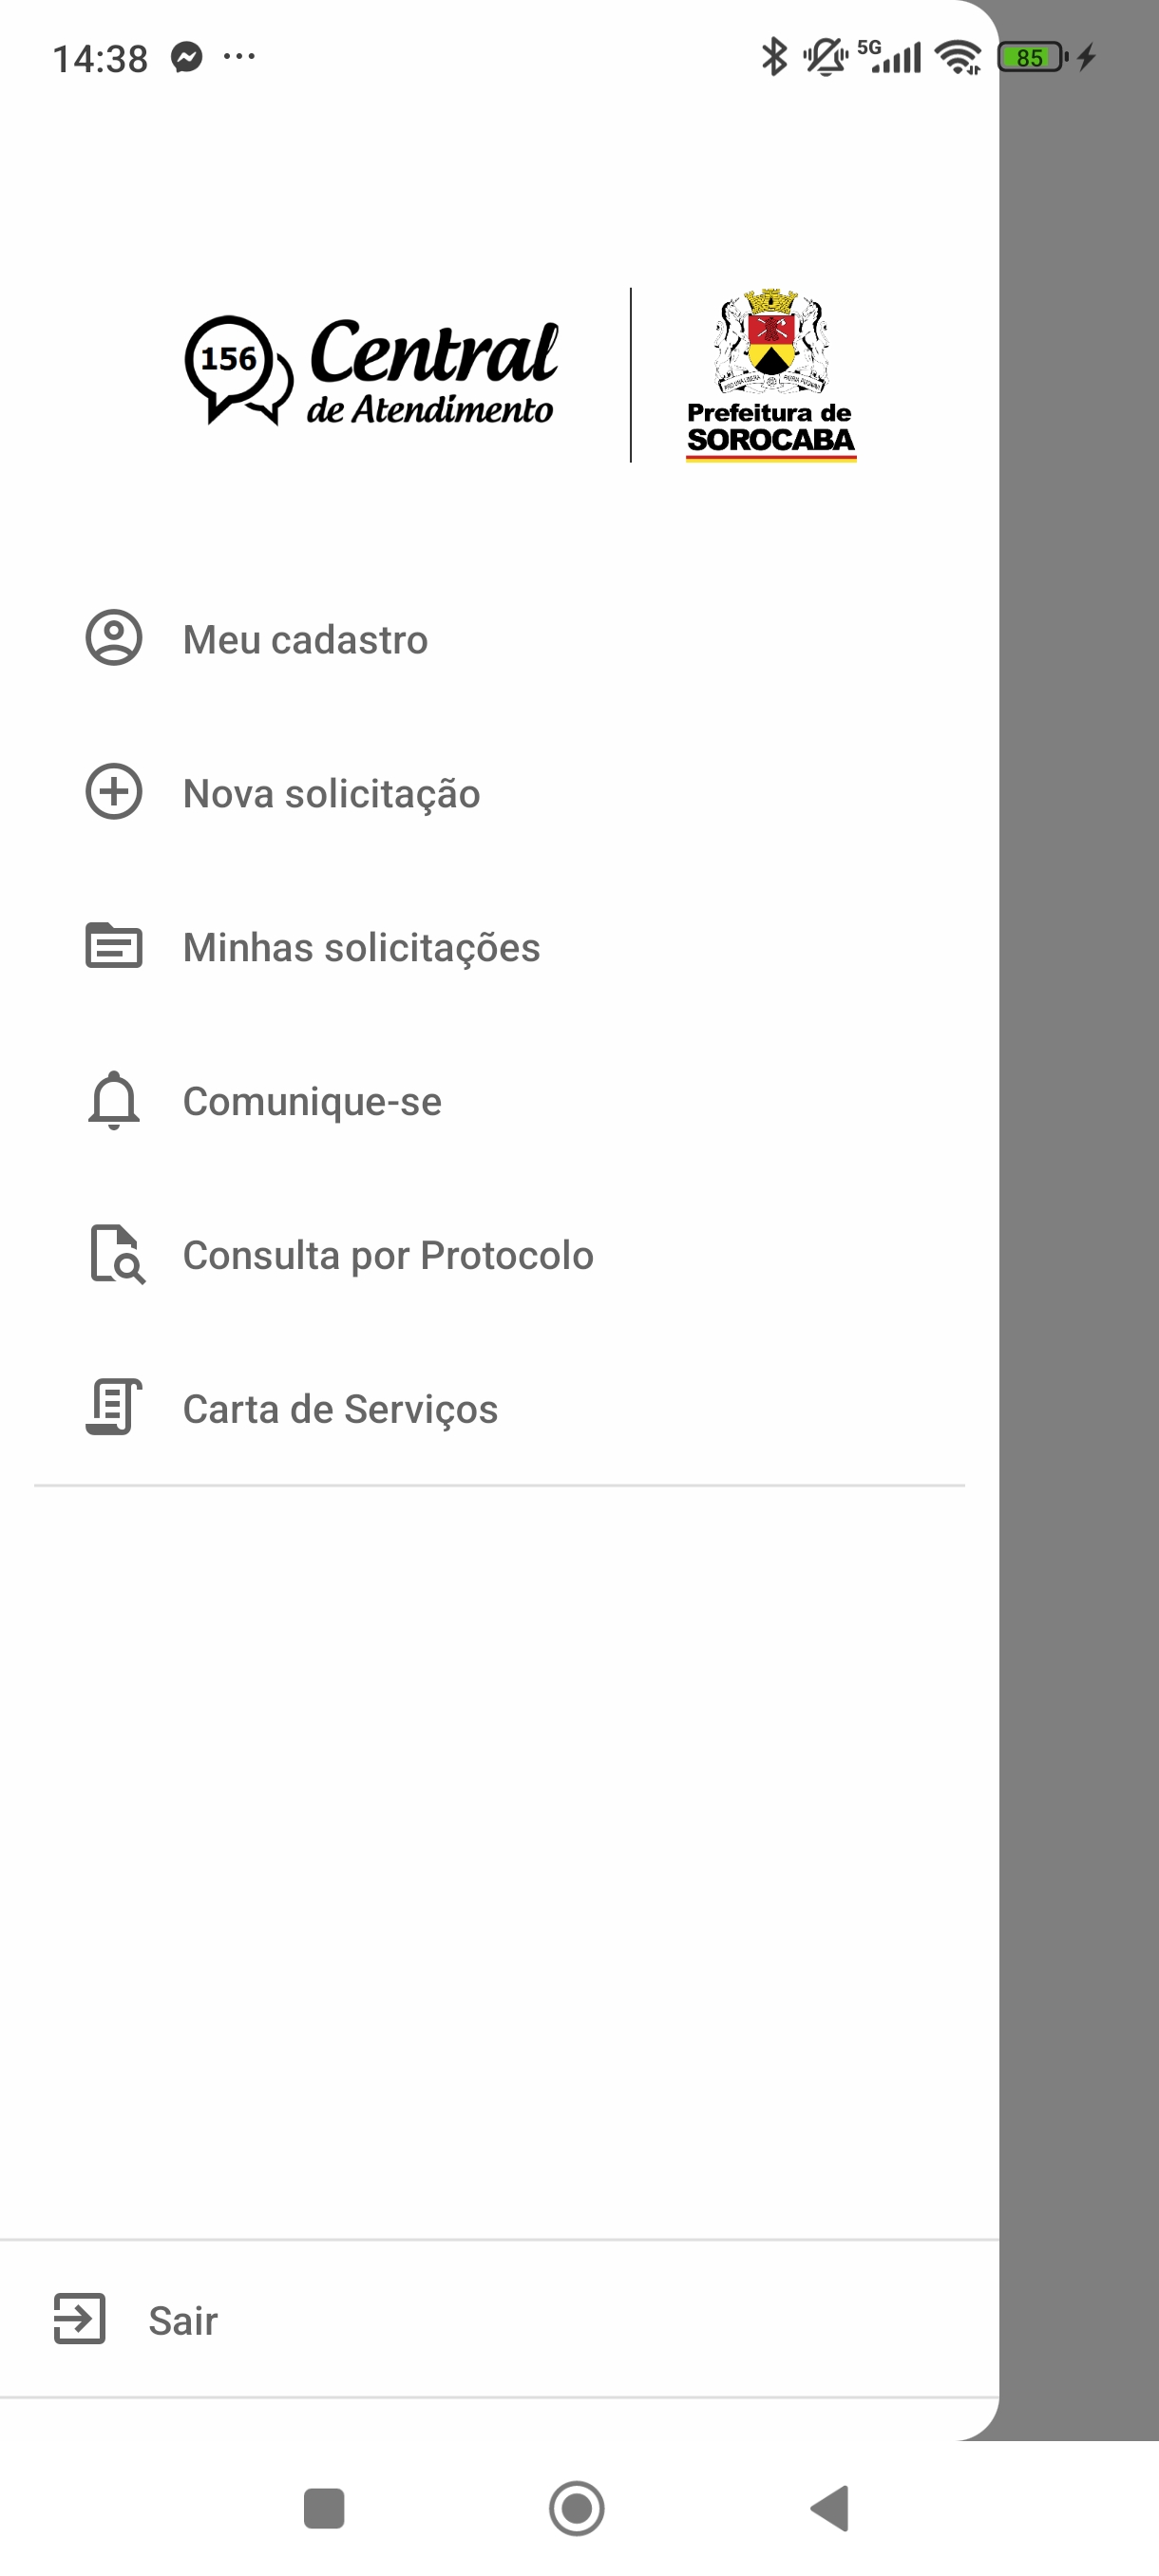 14:38
5G
85
156
Central
de Atendimento
Prefeitura de
SOROCABA
Meu cadastro
Nova solicitação
Minhas solicitações
Comunique-se
Consulta por Protocolo
Carta de Serviços
Sair